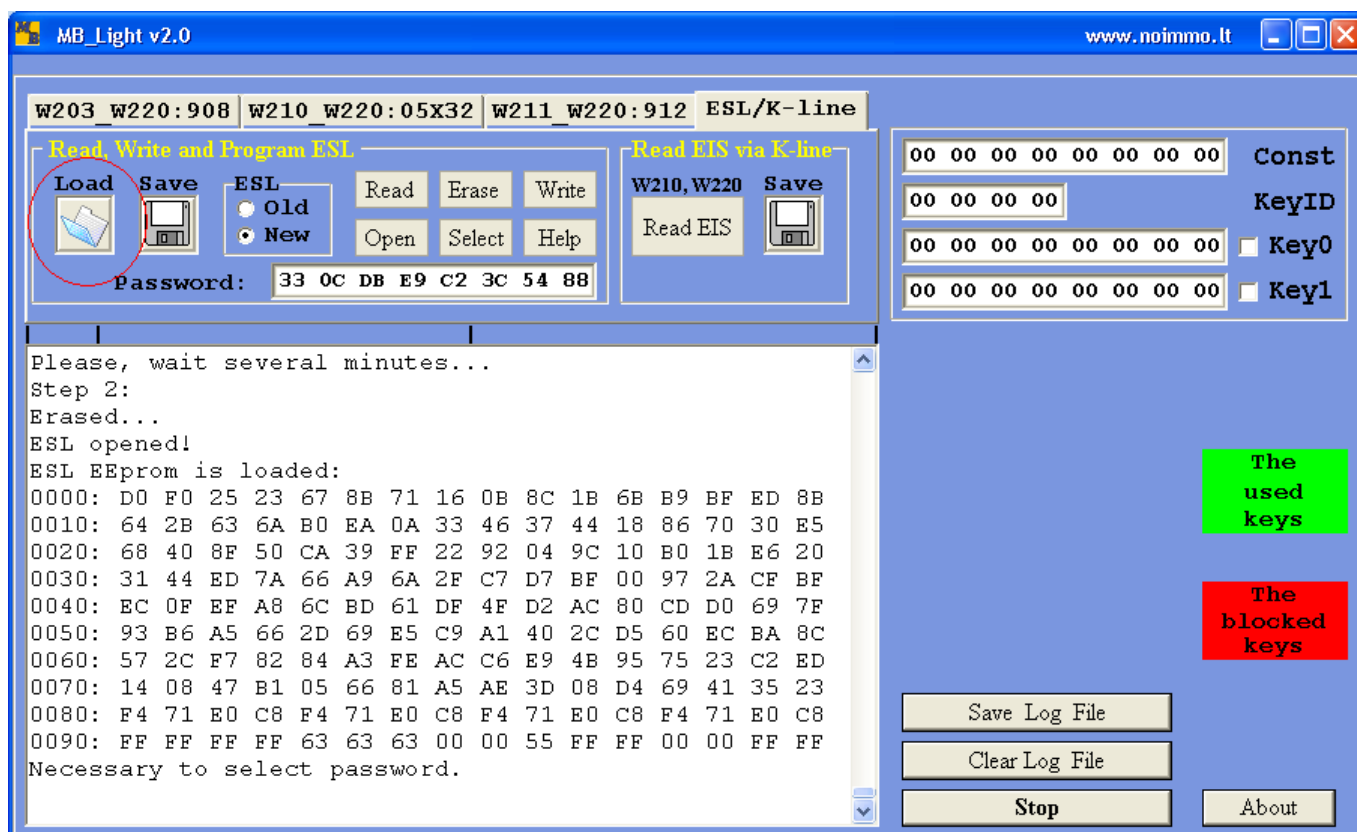 MB_Light v2.0
www.noimmo.lt
W203_W220:908 W210_W220:05X32 W211_W220:912 ESL/K-line
Read, Write and Program ESL
Load
Save
ESL
Old
New
Read Erase Write
Open Select Help
Password: 33 0C DB E9 C2 3C 54 88
Read EIS via K-line
W210, W220 Save
Read EIS
00 00 00 00 00 00 00 00 Const
00 00 00 00 KeyID
00 00 00 00 00 00 00 00 Key0
00 00 00 00 00 00 00 00 Key1
Please, wait several minutes...
Step 2:
Erased...
ESL opened!
ESL EEprom is loaded:
0000: D0 F0 25 23 67 8B 71 16 0B 8C 1B 6B B9 BF ED 8B
0010: 64 2B 63 6A B0 EA 0A 33 46 37 44 18 86 70 30 E5
0020: 68 40 8F 50 CA 39 FF 22 92 04 9C 10 B0 1B E6 20
0030: 31 44 ED 7A 66 A9 6A 2F C7 D7 BF 00 97 2A CF BF
0040: EC 0F EF A8 6C BD 61 DF 4F D2 AC 80 CD D0 69 7F
0050: 93 B6 A5 66 2D 69 E5 C9 A1 40 2C D5 60 EC BA 8C
0060: 57 2C F7 82 84 A3 FE AC C6 E9 4B 95 75 23 C2 ED
0070: 14 08 47 B1 05 66 81 A5 AE 3D 08 D4 69 41 35 23
0080: F4 71 E0 C8 F4 71 E0 C8 F4 71 E0 C8 F4 71 E0 C8
0090: FF FF FF FF 63 63 63 00 00 55 FF FF 00 00 FF FF
Necessary to select password.
The
used
keys
The
blocked
keys
Save Log File
Clear Log File
Stop
About